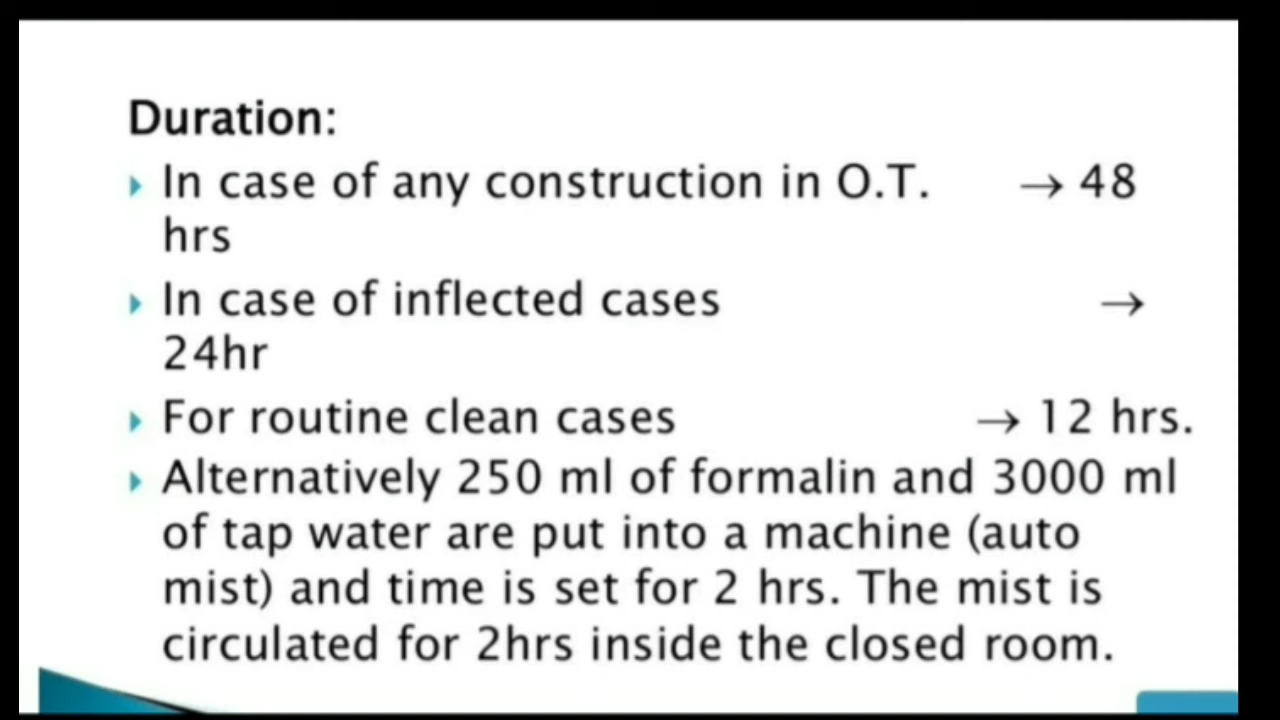 Duration:
In case of any construction in O.T. → 48
hrs
In case of inflected cases →
24hr
For routine clean cases → 12 hrs.
Alternatively 250 ml of formalin and 3000 ml
of tap water are put into a machine (auto
mist) and time is set for 2 hrs. The mist is
circulated for 2hrs inside the closed room.